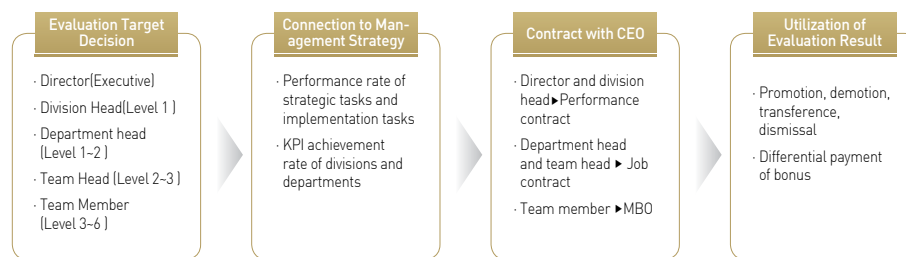 Evaluation Target
Decision
· Director(Executive)
· Division Head(Level 1 )
· Department head
(Level 1~2 )
· Team Head (Level 2~3 )
· Team Member
(Level 3~6 )
Connection to Man-
agement Strategy
· Performance rate of
strategic tasks and
implementation tasks
· KPI achievement
rate of divisions and
departments
Contract with CEO
· Director and division
head▶Performance
contract
· Department head
and team head ▶ Job
contract
· Team member ▶MBO
Utilization of
Evaluation Result
· Promotion, demotion,
transference,
dismissal
· Differential payment
of bonus